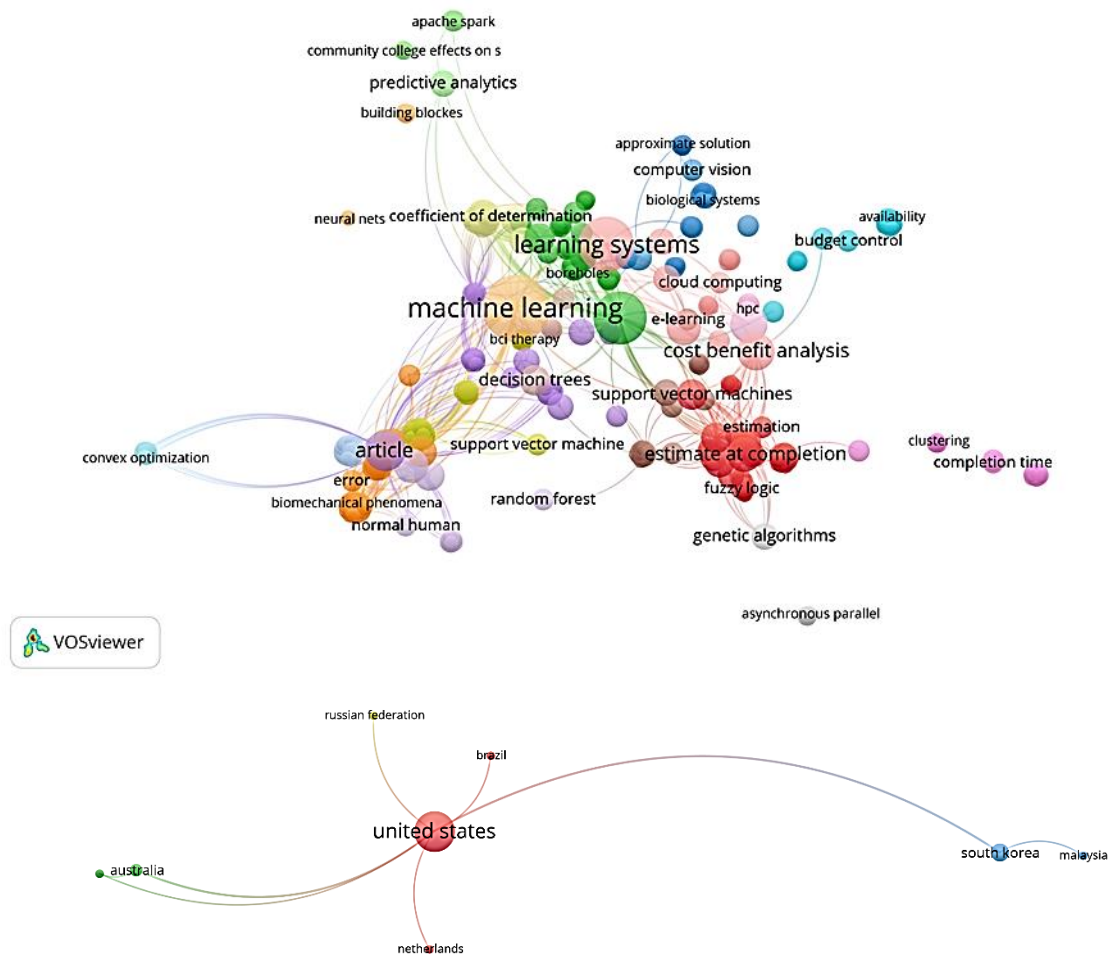 apache spark
community college effects on s
predictive analytics
building blockes
approximate solution
computer vision
biological systems
neural nets
coefficient of determination
availability
budget control
learning systems
boreholes
cloud computing
machine learning
hpc
e-learning
bci therapy
cost benefit analysis
decision trees
support vector machines
estimation
article
support vector machine
estimate at completion
clustering
convex optimization
completion time
error
fuzzy logic
biomechanical phenomena
random forest
normal human
genetic algorithms
asynchronous parallel
VOSviewer
russian federation
brazil
united states
south korea
malaysia
australia
netherlands